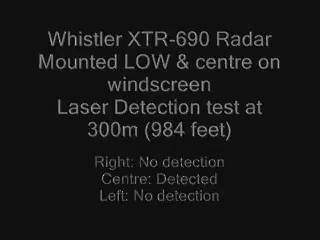 Whistler XTR-690 Radar
Mounted LOW & centre on
windscreen
Laser Detection test at
300m (984 feet)
Right: No detection
Centre: Detected
Left: No detection